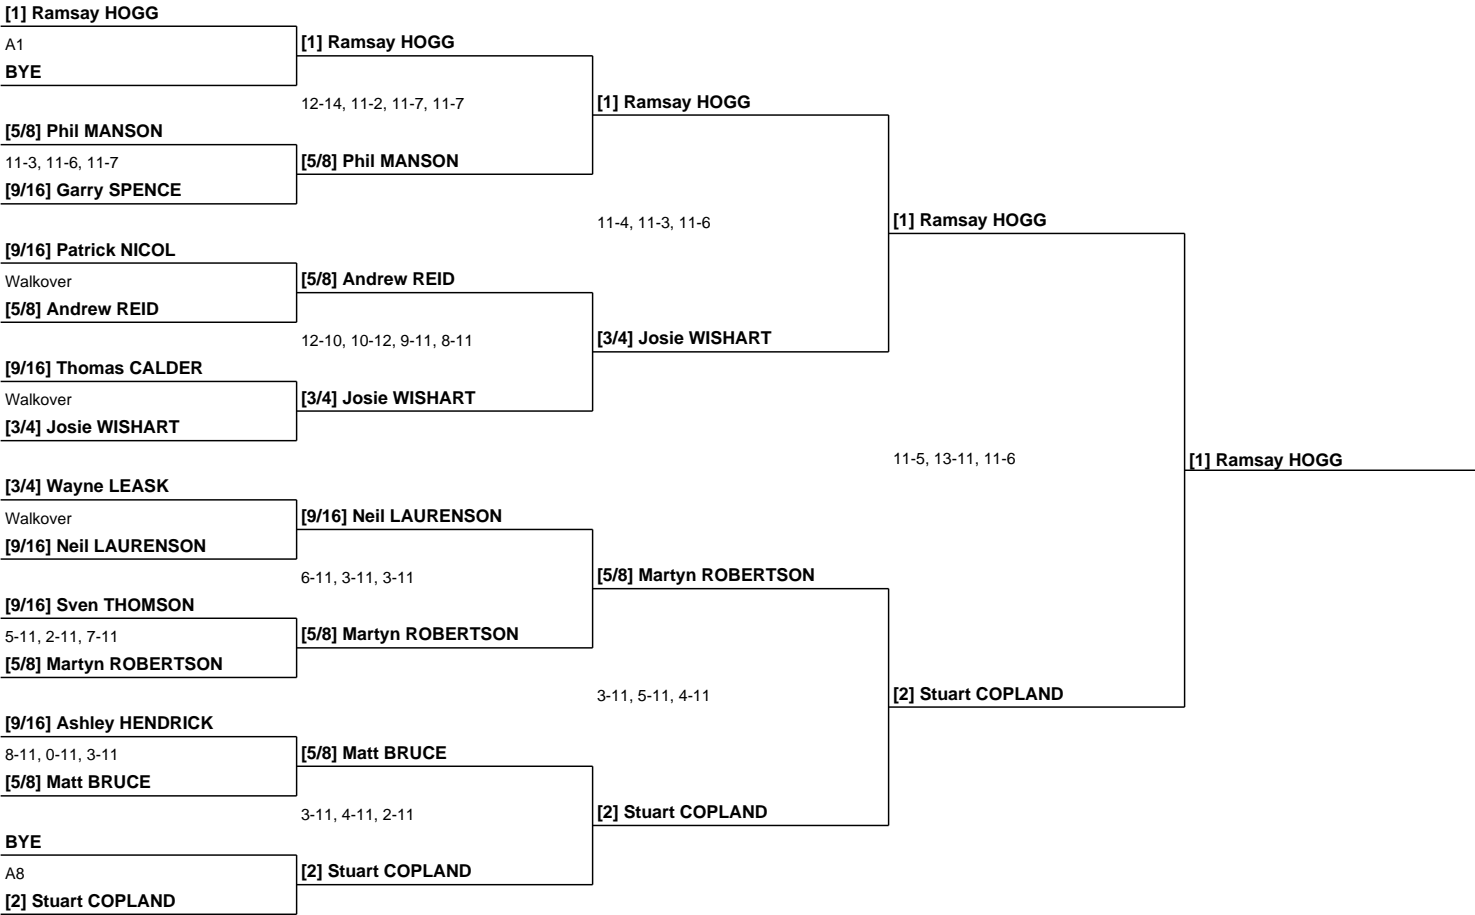 [1] Ramsay HOGG
A1
BYE
[5/8] Phil MANSON
11-3, 11-6, 11-7
[9/16] Garry SPENCE
[9/16] Patrick NICOL
Walkover
[5/8] Andrew REID
[9/16] Thomas CALDER
Walkover
[3/4] Josie WISHART
[3/4] Wayne LEASK
Walkover
[9/16] Neil LAURENSON
[9/16] Sven THOMSON
5-11, 2-11, 7-11
[5/8] Martyn ROBERTSON
[9/16] Ashley HENDRICK
8-11, 0-11, 3-11
[5/8] Matt BRUCE
BYE
A8
[2] Stuart COPLAND
[1] Ramsay HOGG
12-14, 11-2, 11-7, 11-7
[5/8] Phil MANSON
[5/8] Andrew REID
12-10, 10-12, 9-11, 8-11
[3/4] Josie WISHART
[9/16] Neil LAURENSON
6-11, 3-11, 3-11
[5/8] Martyn ROBERTSON
[5/8] Matt BRUCE
3-11, 4-11, 2-11
[2] Stuart COPLAND
[1] Ramsay HOGG
11-4, 11-3, 11-6
[3/4] Josie WISHART
[5/8] Martyn ROBERTSON
3-11, 5-11, 4-11
[2] Stuart COPLAND
[1] Ramsay HOGG
11-5, 13-11, 11-6
[2] Stuart COPLAND
[1] Ramsay HOGG